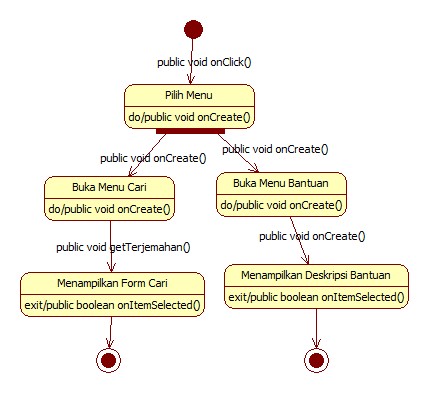 public void onClick()
Pilih Menu
do/public void onCreate()
public void onCreate()
public void onCreate()
Buka Menu Cari
do/public void onCreate()
Buka Menu Bantuan
do/public void onCreate()
public void getTerjemahan()
public void onCreate()
Menampilkan Form Cari
exit/public boolean onItemSelected()
Menampilkan Deskripsi Bantuan
exit/public boolean onItemSelected()